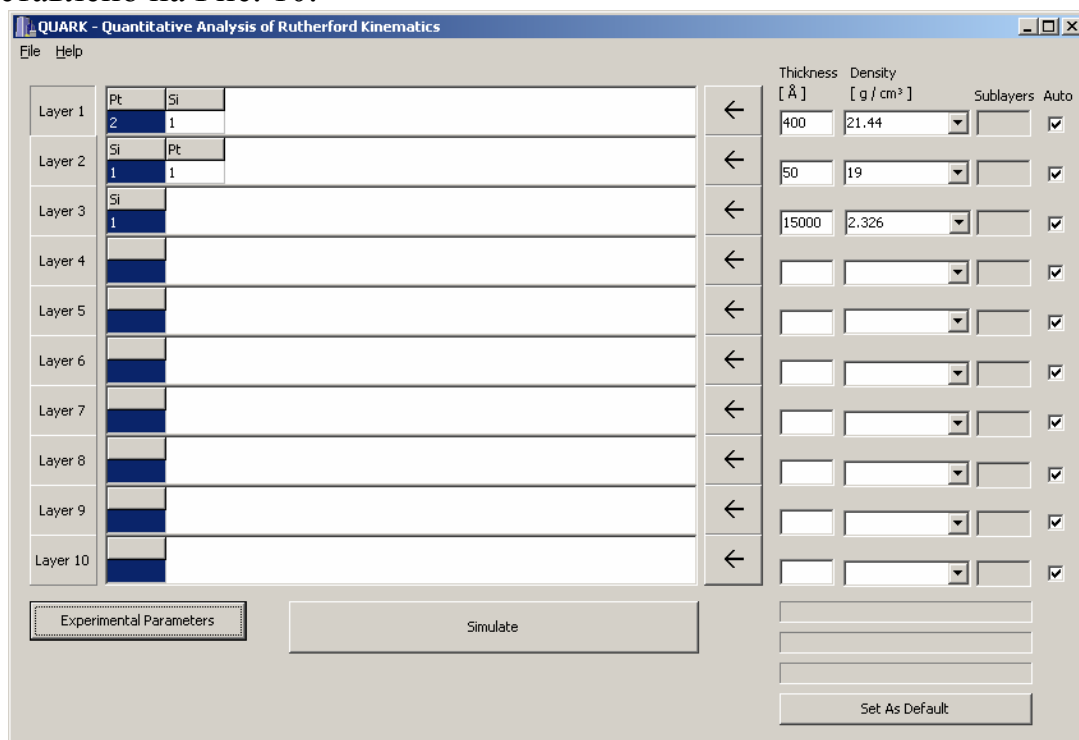 QUARK - Quantitative Analysis of Rutherford Kinematics
File Help
Thickness Density
[ Å ] [ g / cm³ ] Sublayers Auto
Layer 1 Pt Si
2 1 400 21.44
Layer 2 Si Pt
1 1 50 19
Layer 3 Si
1 15000 2.326
Layer 4
Layer 5
Layer 6
Layer 7
Layer 8
Layer 9
Layer 10
Experimental Parameters Simulate
Set As Default